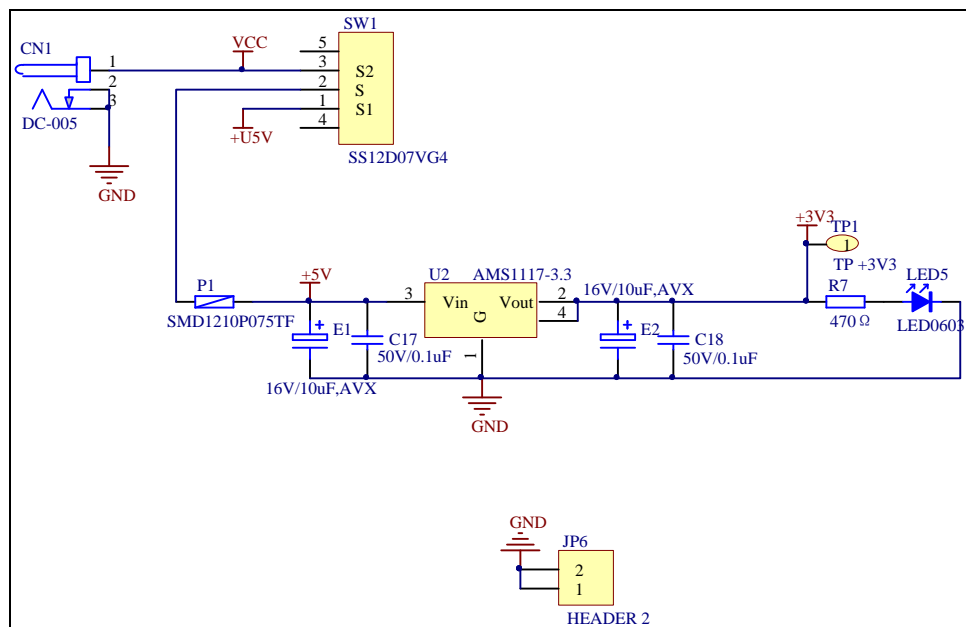 SW1
CN1
VCC
5
1
3
S2
2
2
S
3
1
S1
DC-005
+U5V
4
SS12D07VG4
GND
+3V3
TP1
1
TP +3V3
P1
+5V
U2
AMS1117-3.3
R7
LED5
3
Vin
Vout
2
4
16V/10uF,AVX
SMD1210P075TF
G
1
470Ω
LED0603
E1
C17
50V/0.1uF
E2
C18
50V/0.1uF
16V/10uF,AVX
GND
GND
JP6
2
1
HEADER 2